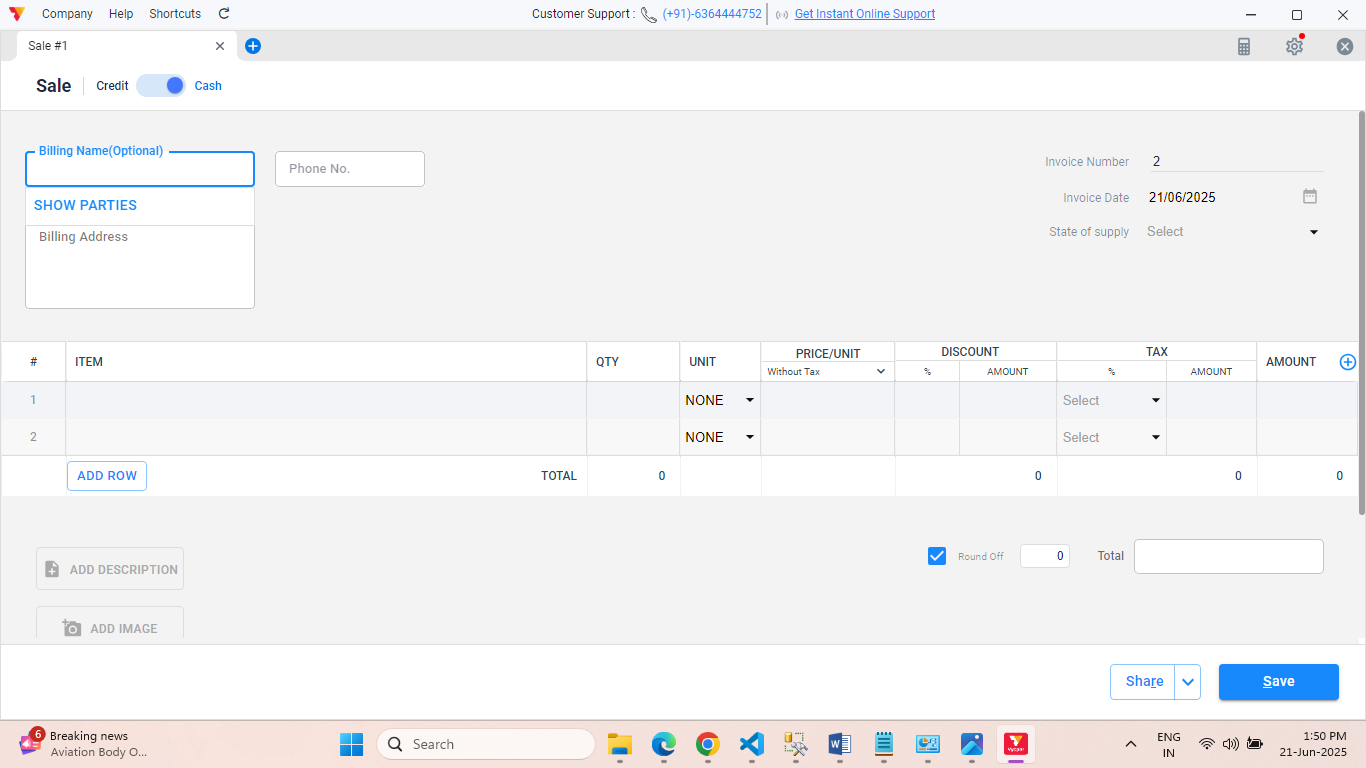 Company Help Shortcuts Customer Support : (+91)-6364444752 Get Instant Online Support
Sale #1
Sale Credit Cash
Billing Name(Optional)
Phone No.
Invoice Number 2
Invoice Date 21/06/2025
State of supply Select
SHOW PARTIES
Billing Address
# ITEM QTY UNIT PRICE/UNIT DISCOUNT TAX AMOUNT
Without Tax % AMOUNT % AMOUNT
1 NONE Select
2 NONE Select
ADD ROW TOTAL 0 0 0 0
ADD DESCRIPTION
Round Off 0 Total
ADD IMAGE
Share Save
6 Breaking news
Aviation Body O...
Search
Vyapar
ENG
IN
1:50 PM
21-Jun-2025